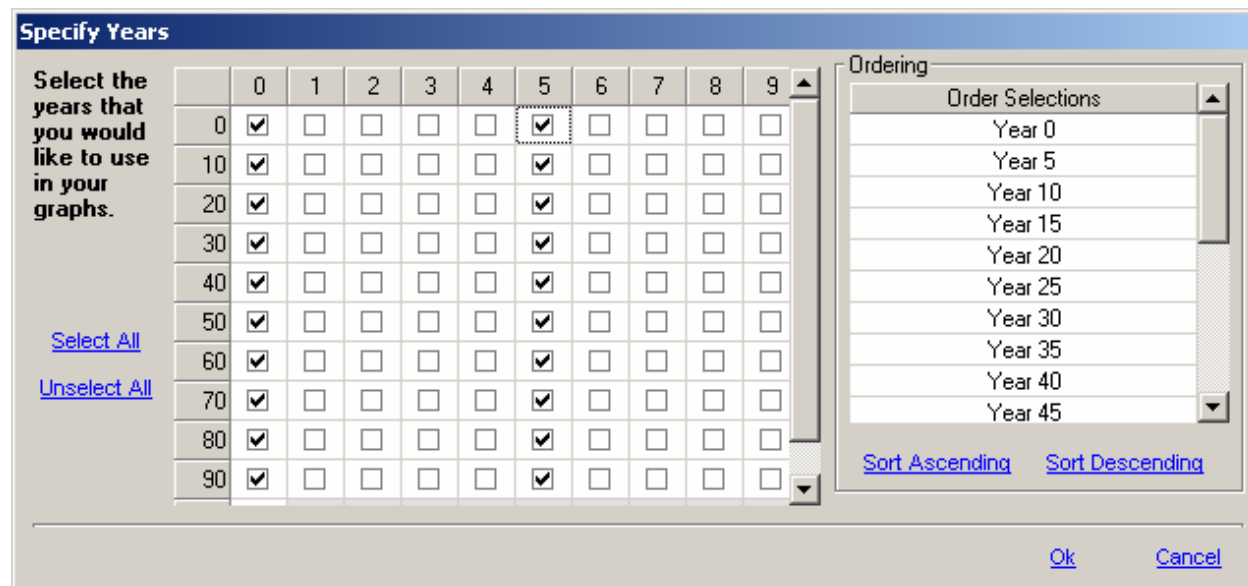 Specify Years
Select the
years that
you would
like to use
in your
graphs.
Select All
Unselect All
0 1 2 3 4 5 6 7 8 9
0
10
20
30
40
50
60
70
80
90
Ordering
Order Selections
Year 0
Year 5
Year 10
Year 15
Year 20
Year 25
Year 30
Year 35
Year 40
Year 45
Sort Ascending Sort Descending
Ok Cancel